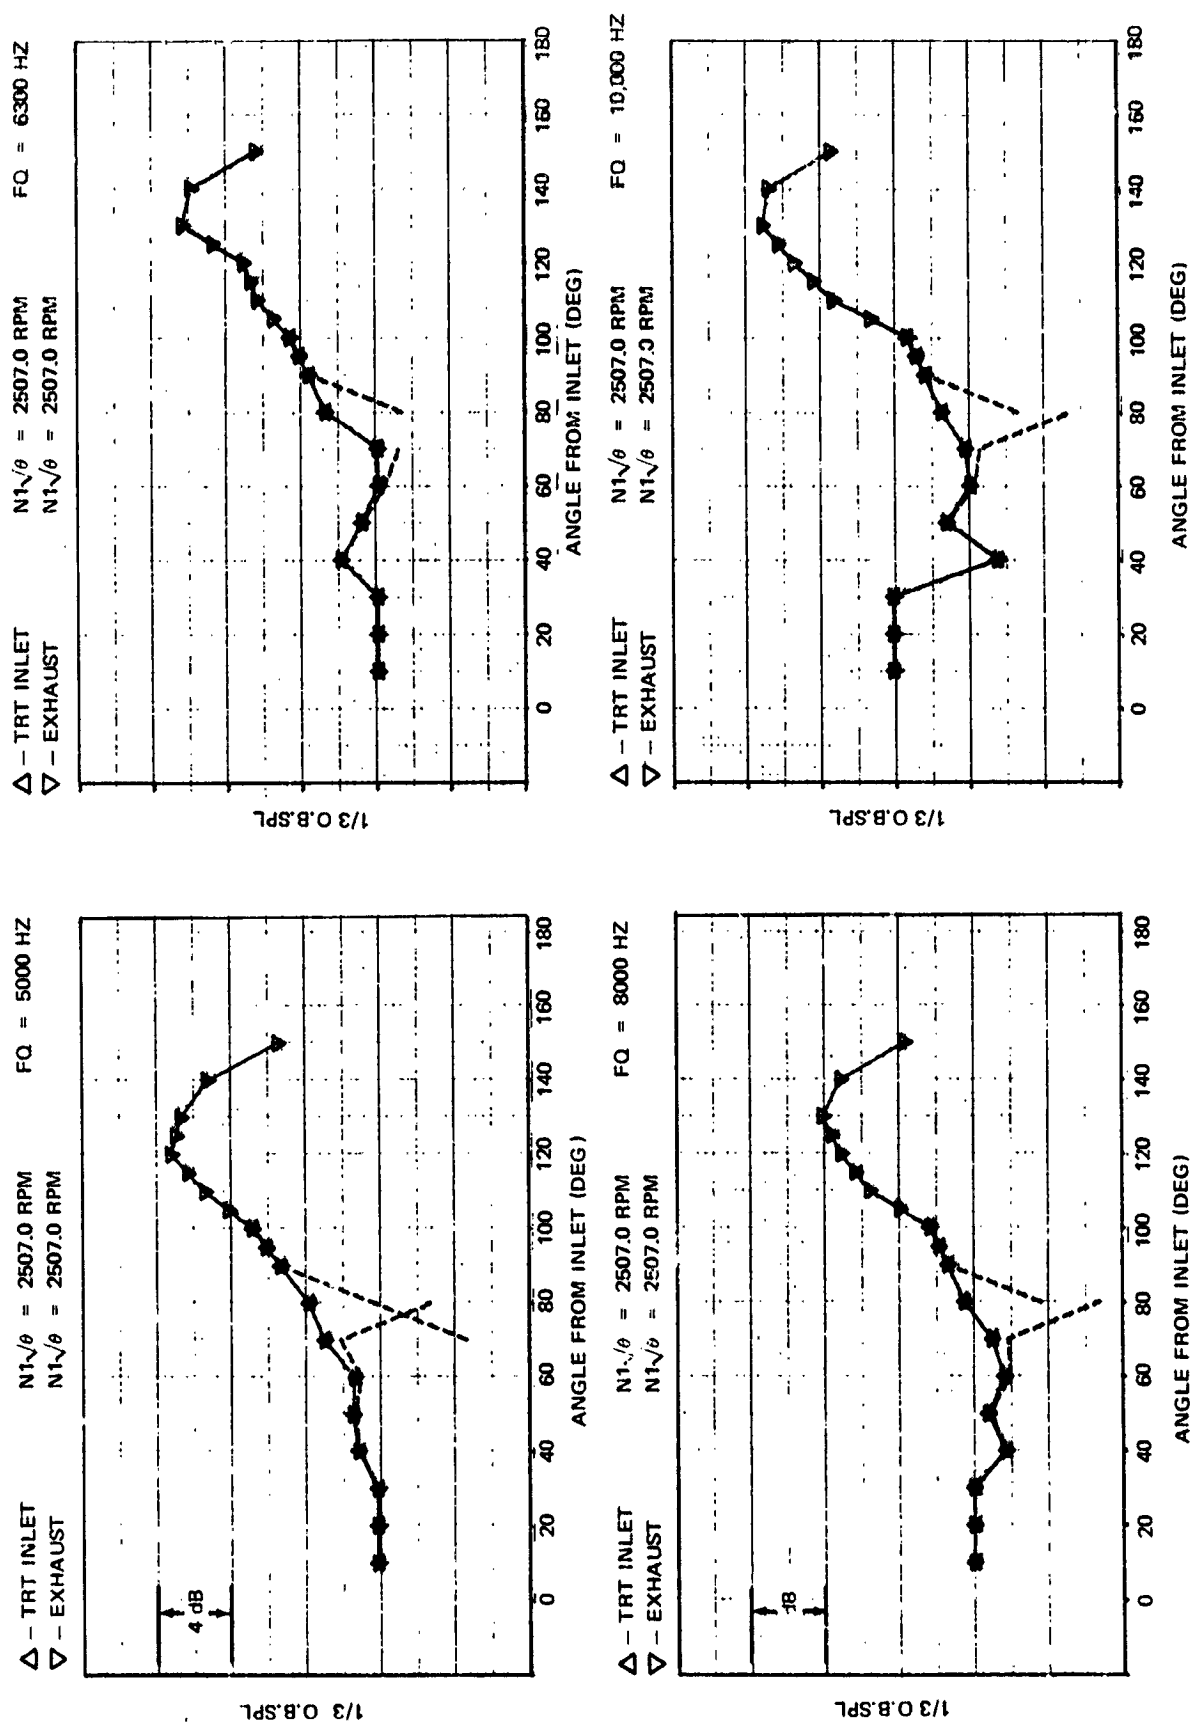 △ – TRT INLET N1√θ = 2507.0 RPM FQ = 5000 HZ
▽ – EXHAUST N1√θ = 2507.0 RPM
1/3 O.B.SPL
4 dB
0 20 40 60 80 100 120 140 160 180
ANGLE FROM INLET (DEG)
△ – TRT INLET N1√θ = 2507.0 RPM FQ = 6300 HZ
▽ – EXHAUST N1√θ = 2507.0 RPM
1/3 O.B.SPL
0 20 40 60 80 100 120 140 160 180
ANGLE FROM INLET (DEG)
△ – TRT INLET N1√θ = 2507.0 RPM FQ = 8000 HZ
▽ – EXHAUST N1√θ = 2507.0 RPM
1/3 O.B.SPL
0 20 40 60 80 100 120 140 160 180
ANGLE FROM INLET (DEG)
△ – TRT INLET N1√θ = 2507.0 RPM FQ = 10,000 HZ
▽ – EXHAUST N1√θ = 2507.0 RPM
1/3 O.B.SPL
0 20 40 60 80 100 120 140 160 180
ANGLE FROM INLET (DEG)